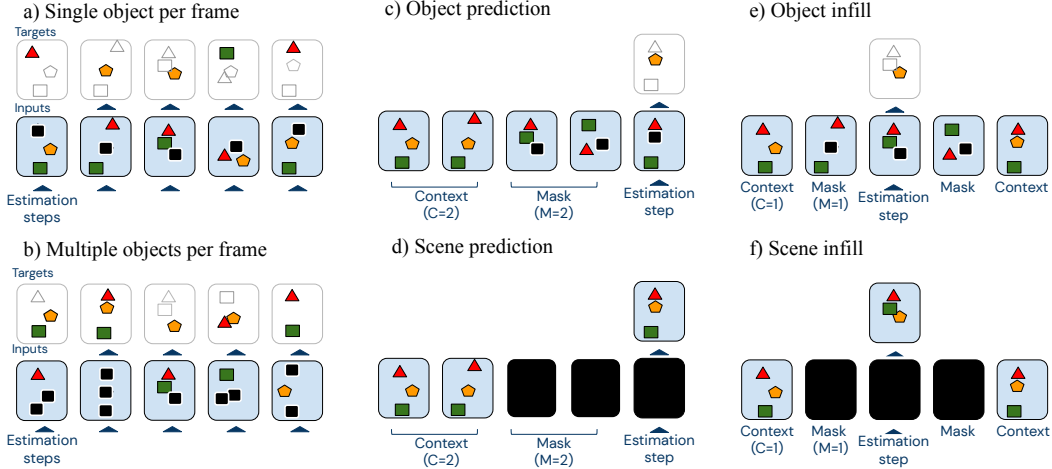 a) Single object per frame
Targets
Inputs
Estimation
steps
b) Multiple objects per frame
Targets
Inputs
Estimation
steps
c) Object prediction
Context
(C=2)
Mask
(M=2)
Estimation
step
d) Scene prediction
Context
(C=2)
Mask
(M=2)
Estimation
step
e) Object infill
Context
(C=1)
Mask
(M=1)
Estimation
step
Mask
Context
f) Scene infill
Context
(C=1)
Mask
(M=1)
Estimation
step
Mask
Context